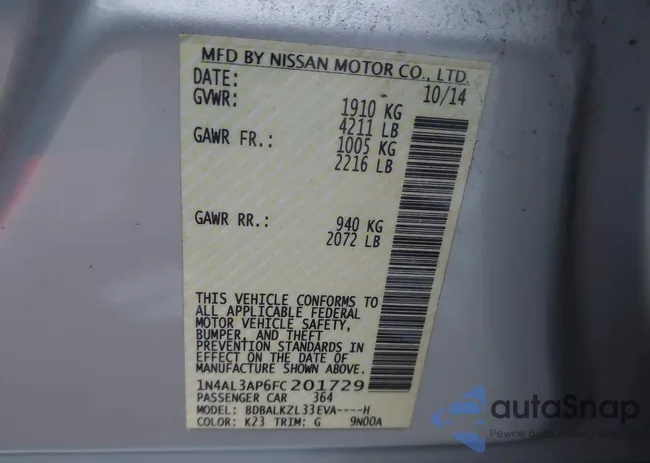 MFD BY NISSAN MOTOR CO., LTD.
DATE: 10/14
GVWR: 1910 KG
4211 LB
GAWR FR.: 1005 KG
2216 LB
GAWR RR.: 940 KG
2072 LB
THIS VEHICLE CONFORMS TO
ALL APPLICABLE FEDERAL
MOTOR VEHICLE SAFETY,
BUMPER, AND THEFT
PREVENTION STANDARDS IN
EFFECT ON THE DATE OF
MANUFACTURE SHOWN ABOVE.
1N4AL3AP6FC201729
PASSENGER CAR 364
MODEL: BDBALKZL33EVA----H
COLOR: K23 TRIM: G 9N00A
autoSnap
Pewne auto